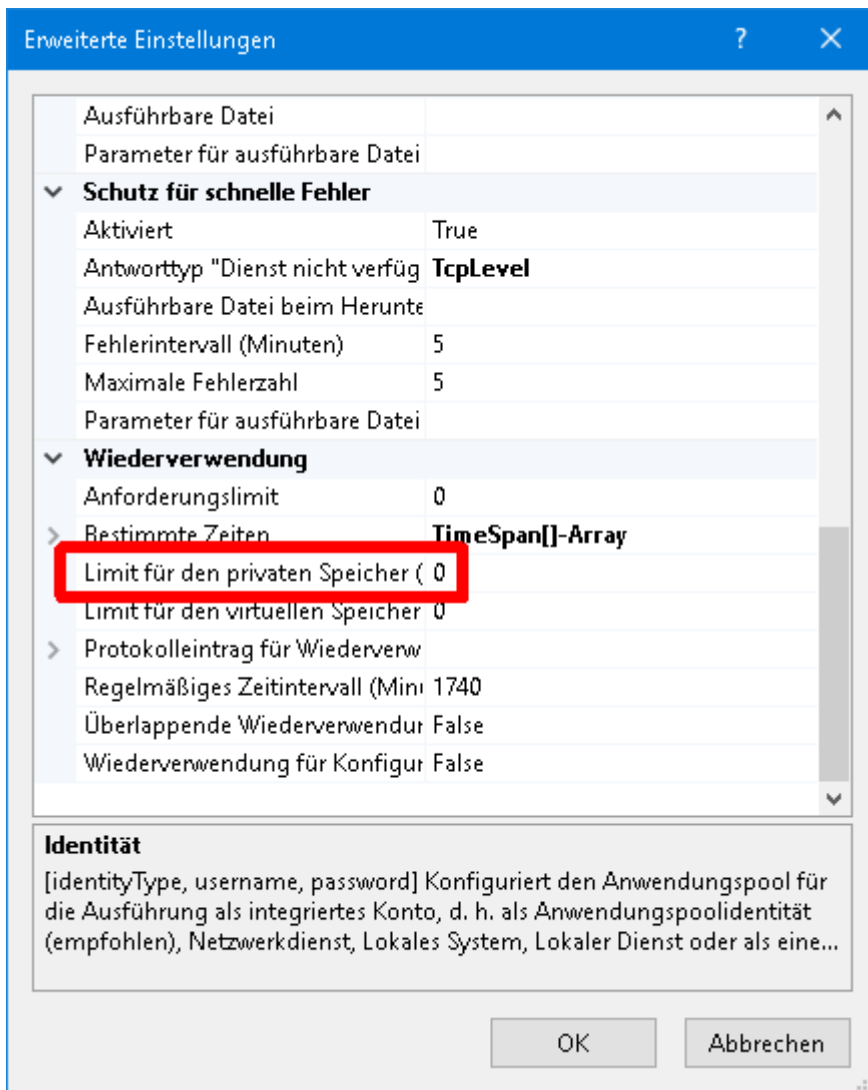 Erweiterte Einstellungen ?
Ausführbare Datei
Parameter für ausführbare Datei
Schutz für schnelle Fehler
Aktiviert True
Antworttyp "Dienst nicht verfüg TcpLevel
Ausführbare Datei beim Herunte
Fehlerintervall (Minuten) 5
Maximale Fehlerzahl 5
Parameter für ausführbare Datei
Wiederverwendung
Anforderungslimit 0
Bestimmte Zeiten TimeSpan[]-Array
Limit für den privaten Speicher ( 0
Limit für den virtuellen Speicher 0
Protokolleintrag für Wiederverw
Regelmäßiges Zeitintervall (Minu 1740
Überlappende Wiederverwendur False
Wiederverwendung für Konfigur False
Identität
[identityType, username, password] Konfiguriert den Anwendungspool für
die Ausführung als integriertes Konto, d. h. als Anwendungspoolidentität
(empfohlen), Netzwerkdienst, Lokales System, Lokaler Dienst oder als eine...
OK Abbrechen